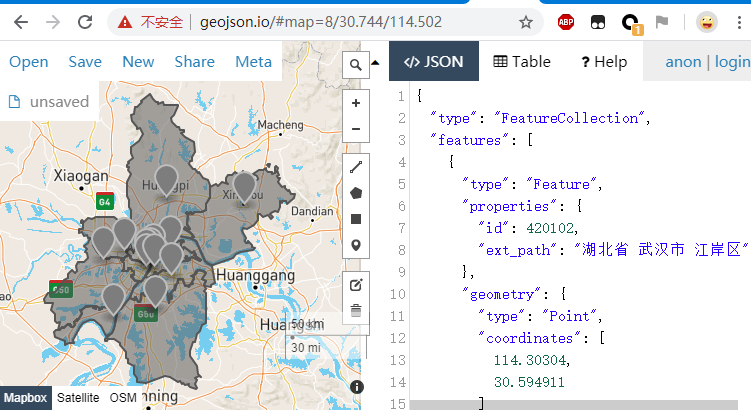 不安全 | geojson.io/#map=8/30.744/114.502
ABP
1
Open Save New Share Meta
unsaved
</> JSON
Table
? Help
anon | login
Macheng
Xiaogan
G4
Dandian
Huanggang
G50
50 km
30 mi
Mapbox Satellite OSM
1 {
2 "type": "FeatureCollection",
3 "features": [
4 {
5 "type": "Feature",
6 "properties": {
7 "id": 420102,
8 "ext_path": "湖北省 武汉市 江岸区"
9 },
10 "geometry": {
11 "type": "Point",
12 "coordinates": [
13 114.30304,
14 30.594911
15 ]